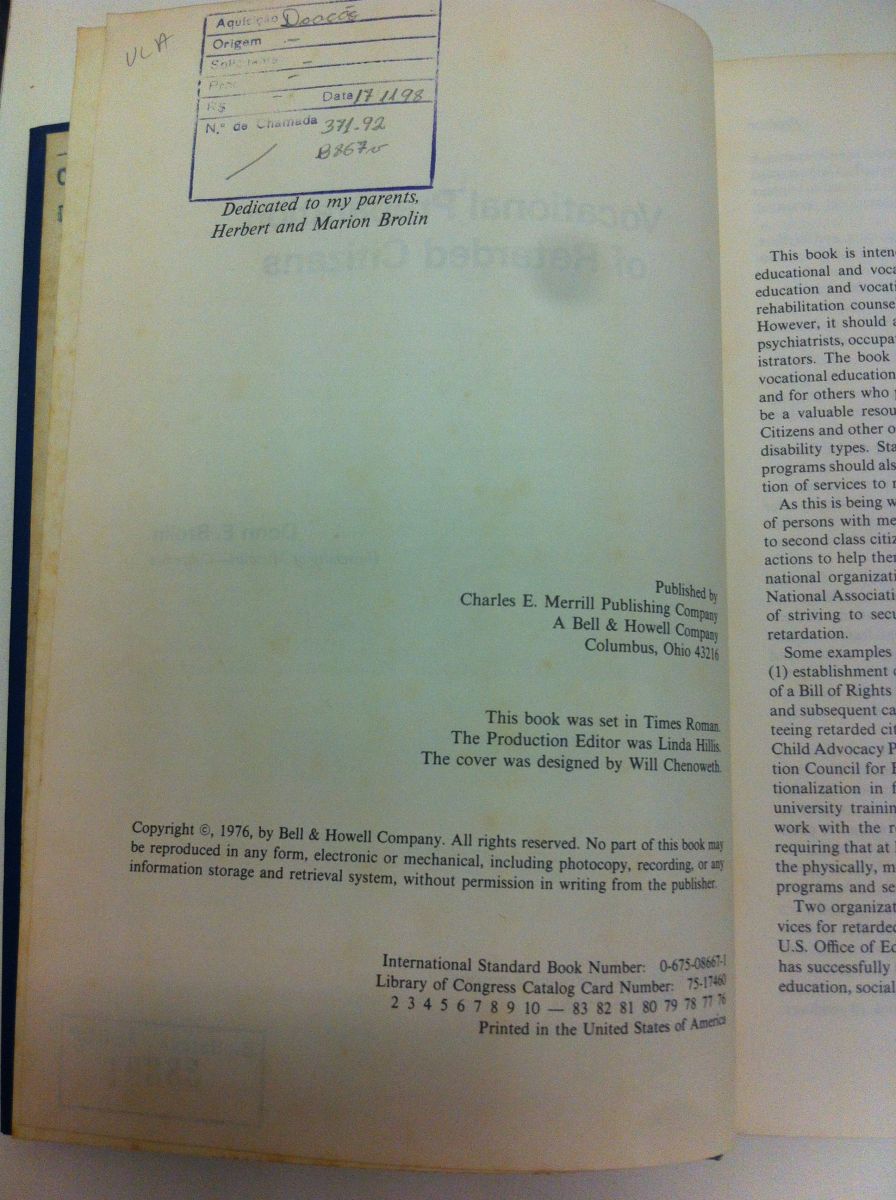 VLA
Aquisição Doação
Origem —
Solicitante —
Proc. —
R$ — Data 17 11 98
N.º de Chamada 371-92
B867v
Dedicated to my parents,
Herbert and Marion Brolin
Published by
Charles E. Merrill Publishing Company
A Bell & Howell Company
Columbus, Ohio 43216
This book was set in Times Roman.
The Production Editor was Linda Hillis.
The cover was designed by Will Chenoweth.
Copyright ©, 1976, by Bell & Howell Company. All rights reserved. No part of this book may
be reproduced in any form, electronic or mechanical, including photocopy, recording, or any
information storage and retrieval system, without permission in writing from the publisher.
International Standard Book Number: 0-675-08667-1
Library of Congress Catalog Card Number: 75-17460
2 3 4 5 6 7 8 9 10 — 83 82 81 80 79 78 77 76
Printed in the United States of America
This book is inten
educational and voca
education and vocati
rehabilitation counse
However, it should a
psychiatrists, occupa
istrators. The book
vocational education
and for others who
be a valuable resou
Citizens and other o
disability types. Sta
programs should als
tion of services to
As this is being w
of persons with me
to second class citiz
actions to help ther
national organizati
National Associati
of striving to secu
retardation.
Some examples
(1) establishment
of a Bill of Rights
and subsequent ca
teeing retarded cit
Child Advocacy P
tion Council for
tionalization in f
university trainin
work with the r
requiring that at
the physically, m
programs and se
Two organizat
vices for retarded
U.S. Office of Ed
has successfully
education, social